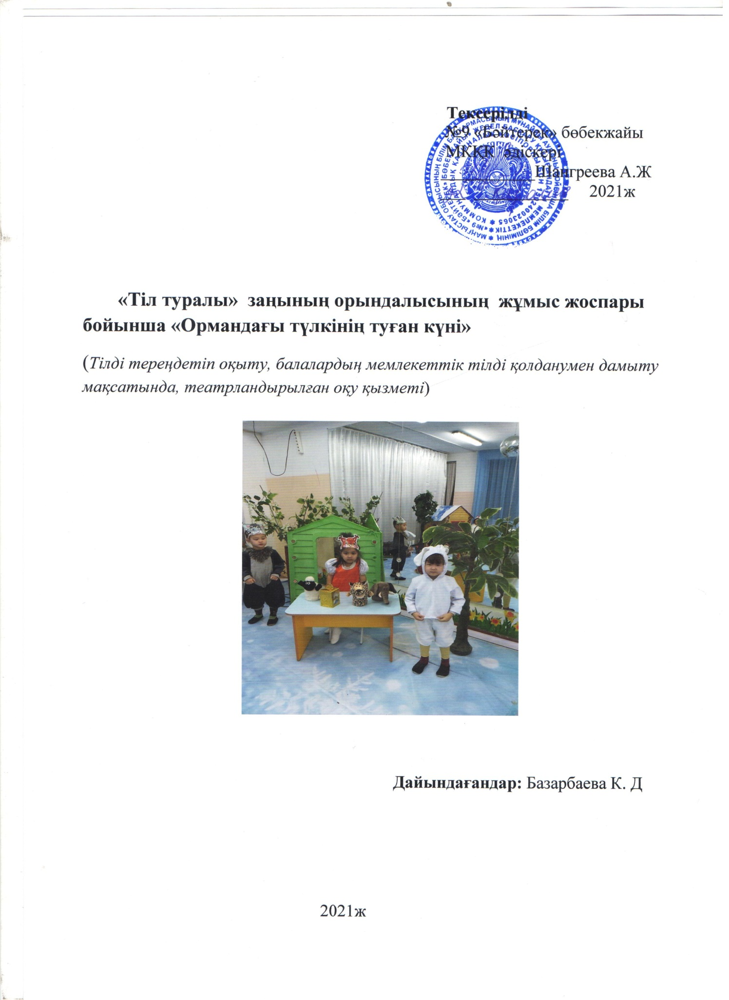 Тексерілді
№9 «Бәйтерек» бөбекжайы
МКҚК әдіскері
Шангреева А.Ж
2021ж
«Тіл туралы» заңының орындалысының жұмыс жоспары
бойынша «Ормандағы түлкінің туған күні»
(Тілді тереңдетіп оқыту, балалардың мемлекеттік тілді қолданумен дамыту
мақсатында, театрландырылған оқу қызметі)
Дайындағандар: Базарбаева К. Д
2021ж